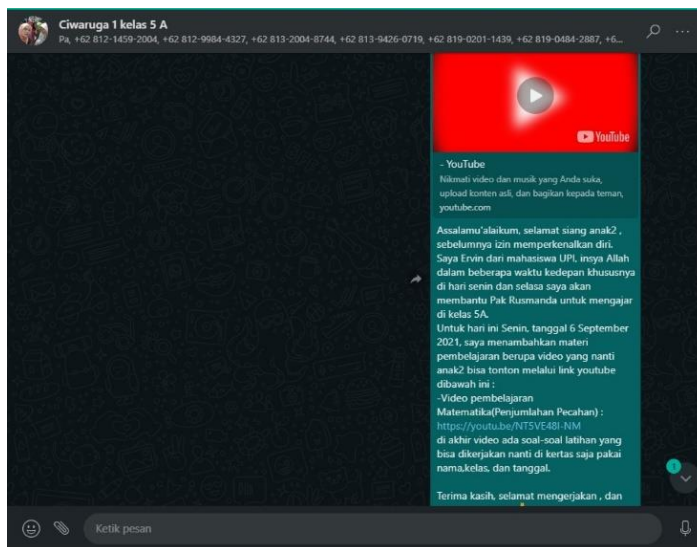 Ciwaruga 1 kelas 5 A
Pa, +62 812-1459-2004, +62 812-9984-4327, +62 813-2004-8744, +62 813-9426-0719, +62 819-0201-1439, +62 819-0484-2887, +6...
YouTube
- YouTube
Nikmati video dan musik yang Anda suka,
upload konten asli, dan bagikan kepada teman,
youtube.com
Assalamu'alaikum, selamat siang anak2 ,
sebelumnya izin memperkenalkan diri.
Saya Ervin dari mahasiswa UPI, insya Allah
dalam beberapa waktu kedepan khususnya
di hari senin dan selasa saya akan
membantu Pak Rusmanda untuk mengajar
di kelas 5A.
Untuk hari ini Senin, tanggal 6 September
2021, saya menambahkan materi
pembelajaran berupa video yang nanti
anak2 bisa tonton melalui link youtube
dibawah ini :
-Video pembelajaran
Matematika(Penjumlahan Pecahan) :
https://youtu.be/NT5VE48I-NM
di akhir video ada soal-soal latihan yang
bisa dikerjakan nanti di kertas saja pakai
nama,kelas, dan tanggal.
Terima kasih, selamat mengerjakan , dan
1
Ketik pesan